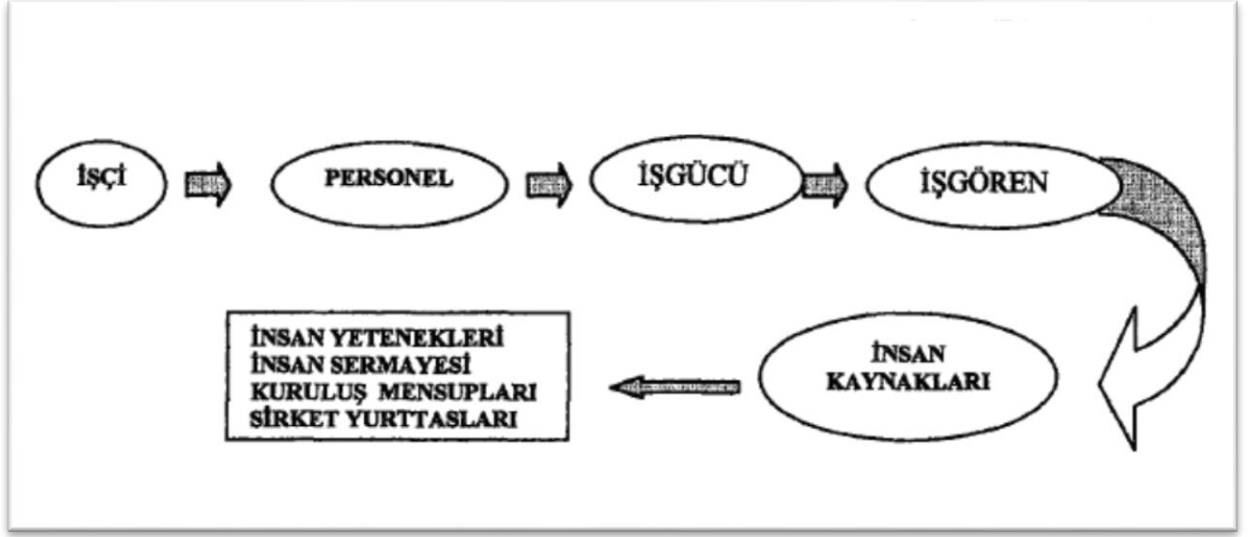 İŞÇİ
PERSONEL
İŞGÜCÜ
İŞGÖREN
İNSAN
KAYNAKLARI
İNSAN YETENEKLERİ
İNSAN SERMAYESİ
KURULUŞ MENSUPLARI
SİRKET YURTTASLARI